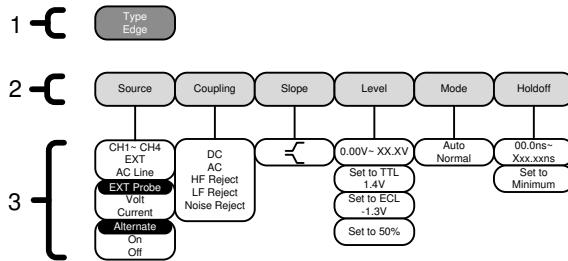 1
Type
Edge
2
Source
Coupling
Slope
Level
Mode
Holdoff
3
CH1~ CH4
EXT
AC Line
EXT Probe
Volt
Current
Alternate
On
Off
DC
AC
HF Reject
LF Reject
Noise Reject
0.00V~ XX.XV
Set to TTL
1.4V
Set to ECL
-1.3V
Set to 50%
Auto
Normal
00.0ns~
Xxx.xxns
Set to
Minimum